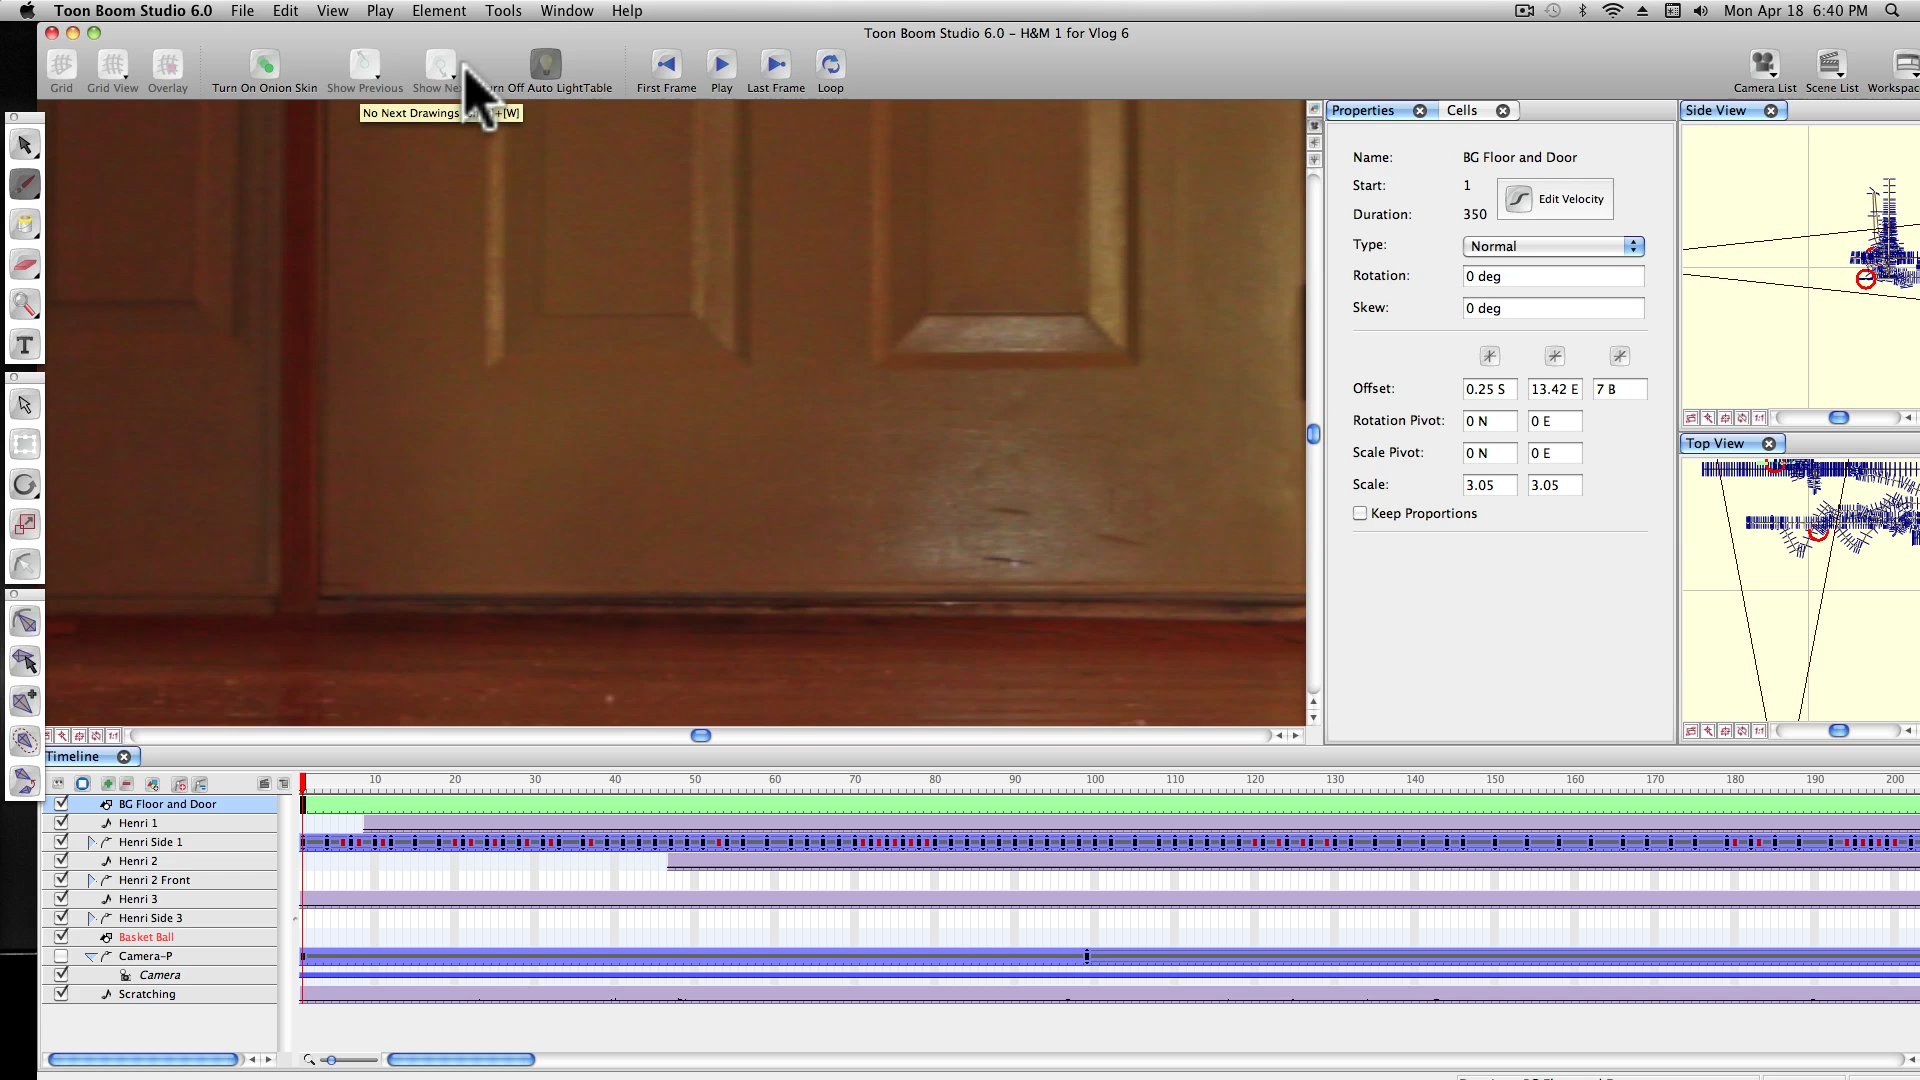 Toon Boom Studio 6.0 File Edit View Play Element Tools Window Help Mon Apr 18 6:40 PM
Toon Boom Studio 6.0 – H&M 1 for Vlog 6
Grid Grid View Overlay Turn On Onion Skin Show Previous Show Off Auto LightTable First Frame Play Last Frame Loop Camera List Scene List
No Next Drawings +[W]
Properties Cells
Side View
Name: BG Floor and Door
Start: 1
Edit Velocity
Duration: 350
Type: Normal
Rotation: 0 deg
Skew: 0 deg
Offset: 0.25 S 13.42 E 7 B
Rotation Pivot: 0 N 0 E
Scale Pivot: 0 N 0 E
Scale: 3.05 3.05
Keep Proportions
Top View
T
1:1
1:1
1:1
Timeline
10 20 30 40 50 60 70 80 90 100 110 120 130 140 150 160 170 180 190 200
BG Floor and Door
Henri 1
Henri Side 1
Henri 2
Henri 2 Front
Henri 3
Henri Side 3
Basket Ball
Camera-P
Camera
Scratching